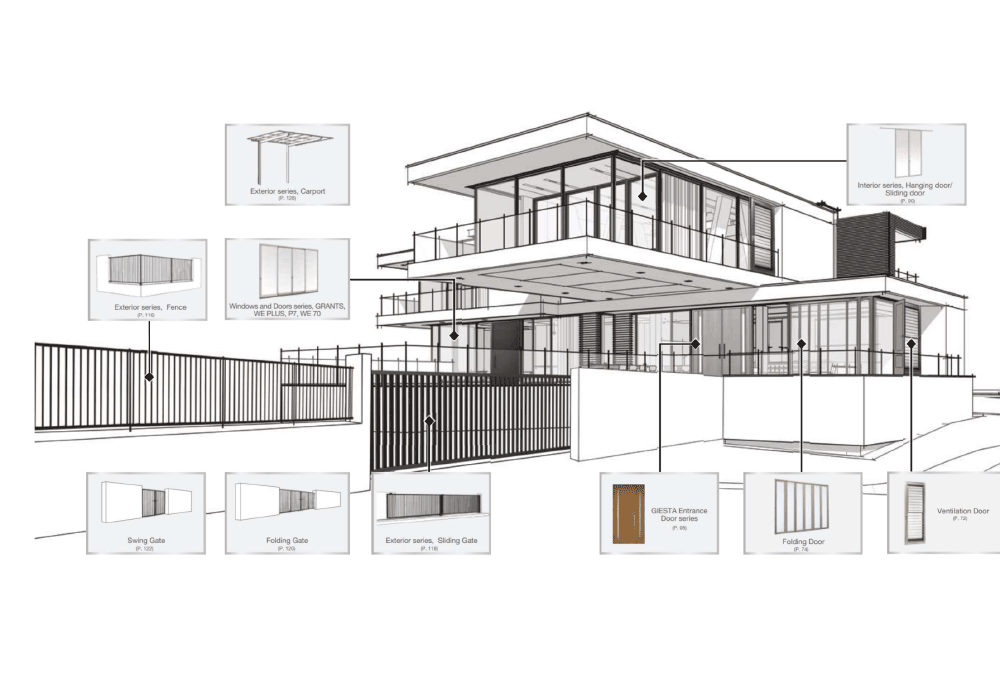 Exterior series, Carport
(P. 126)
Interior series, Hanging door/
Sliding door
(P. 90)
Exterior series, Fence
(P. 116)
Windows and Doors series, GRANTS,
WE PLUS, P7, WE 70
Swing Gate
(P. 122)
Folding Gate
(P. 120)
Exterior series, Sliding Gate
(P. 118)
GIESTA Entrance
Door series
Folding Door
(P. 74)
Ventilation Door
(P. 72)